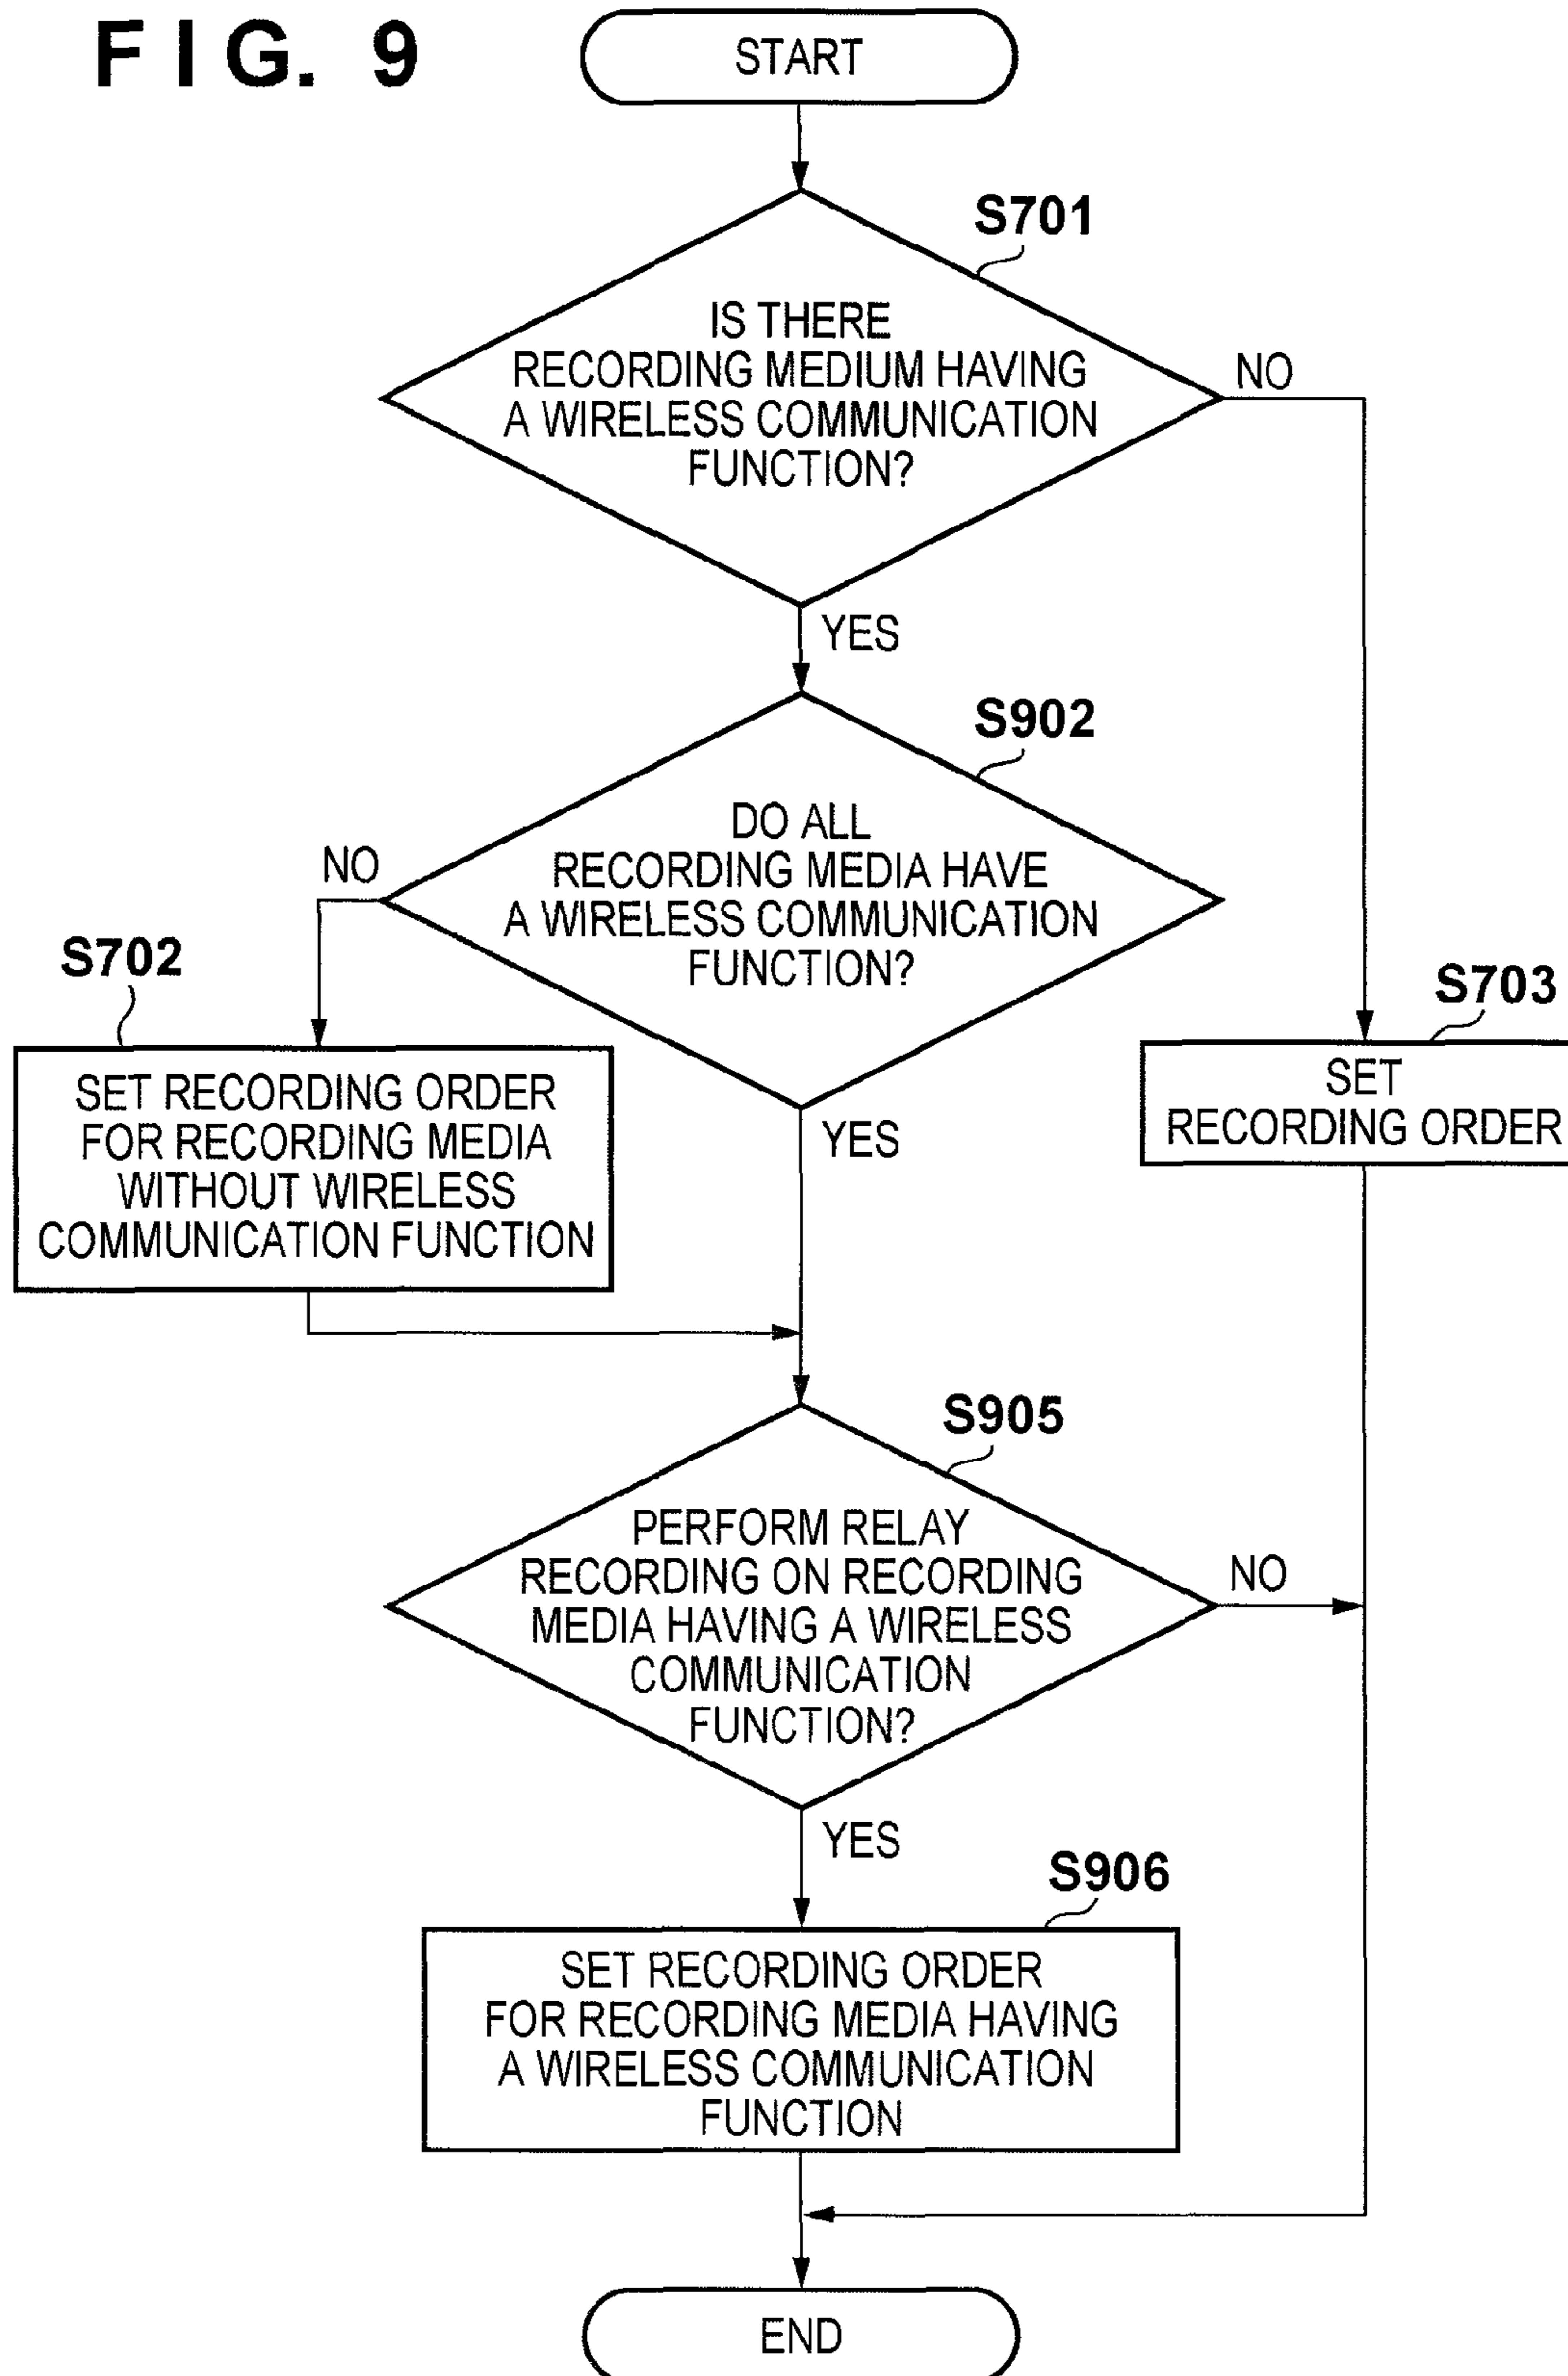 FIG. 9
START
S701
IS THERE
RECORDING MEDIUM HAVING
A WIRELESS COMMUNICATION
FUNCTION?
NO
YES
S902
DO ALL
RECORDING MEDIA HAVE
A WIRELESS COMMUNICATION
FUNCTION?
NO
YES
S702
SET RECORDING ORDER
FOR RECORDING MEDIA
WITHOUT WIRELESS
COMMUNICATION FUNCTION
S703
SET
RECORDING ORDER
S905
PERFORM RELAY
RECORDING ON RECORDING
MEDIA HAVING A WIRELESS
COMMUNICATION
FUNCTION?
NO
YES
S906
SET RECORDING ORDER
FOR RECORDING MEDIA HAVING
A WIRELESS COMMUNICATION
FUNCTION
END